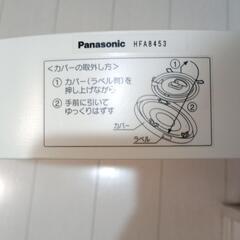 Panasonic HFA8453
＜カバーの取外し方＞
①カバー(ラベル側)を
押し上げながら
②手前に引いて
ゆっくりはずす
①
②
カバー
ラベル